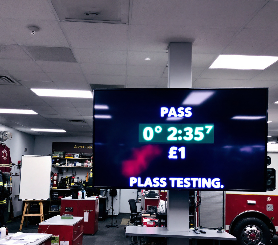 PASS
0° 2:35⁷
£1
PLASS TESTING.